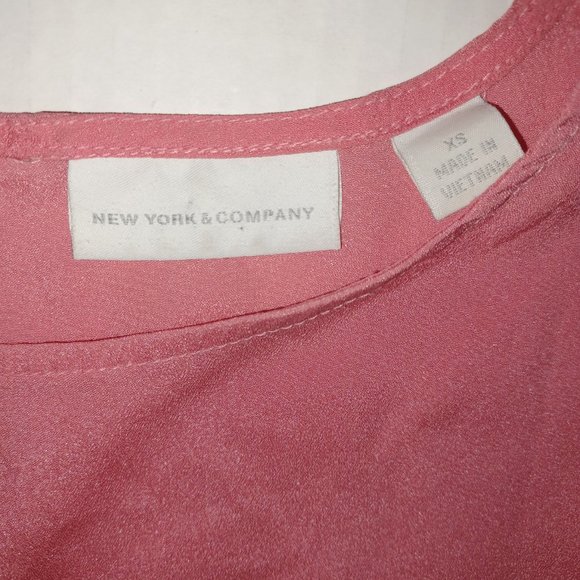 NEW YORK & COMPANY
XS
MADE IN
VIETNAM